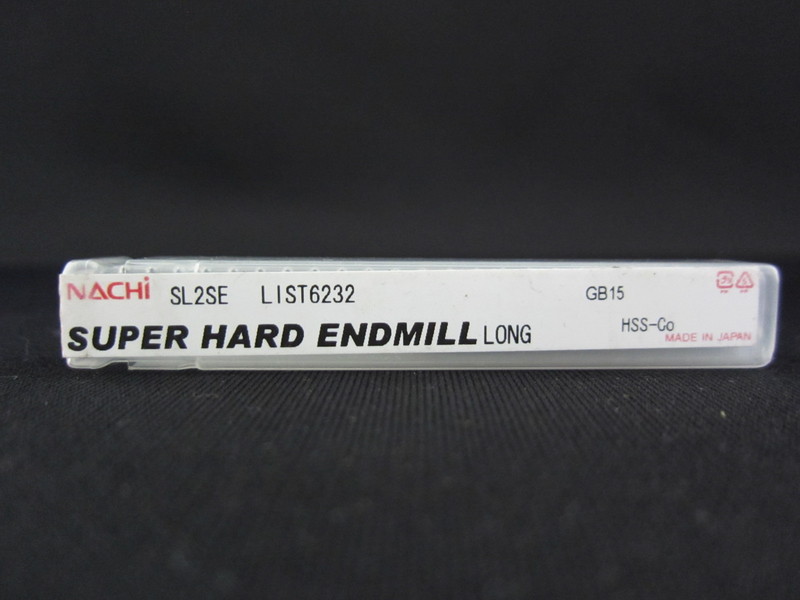 NACHi SL2SE LIST6232 GB15
SUPER HARD ENDMILL LONG HSS-Co
MADE IN JAPAN